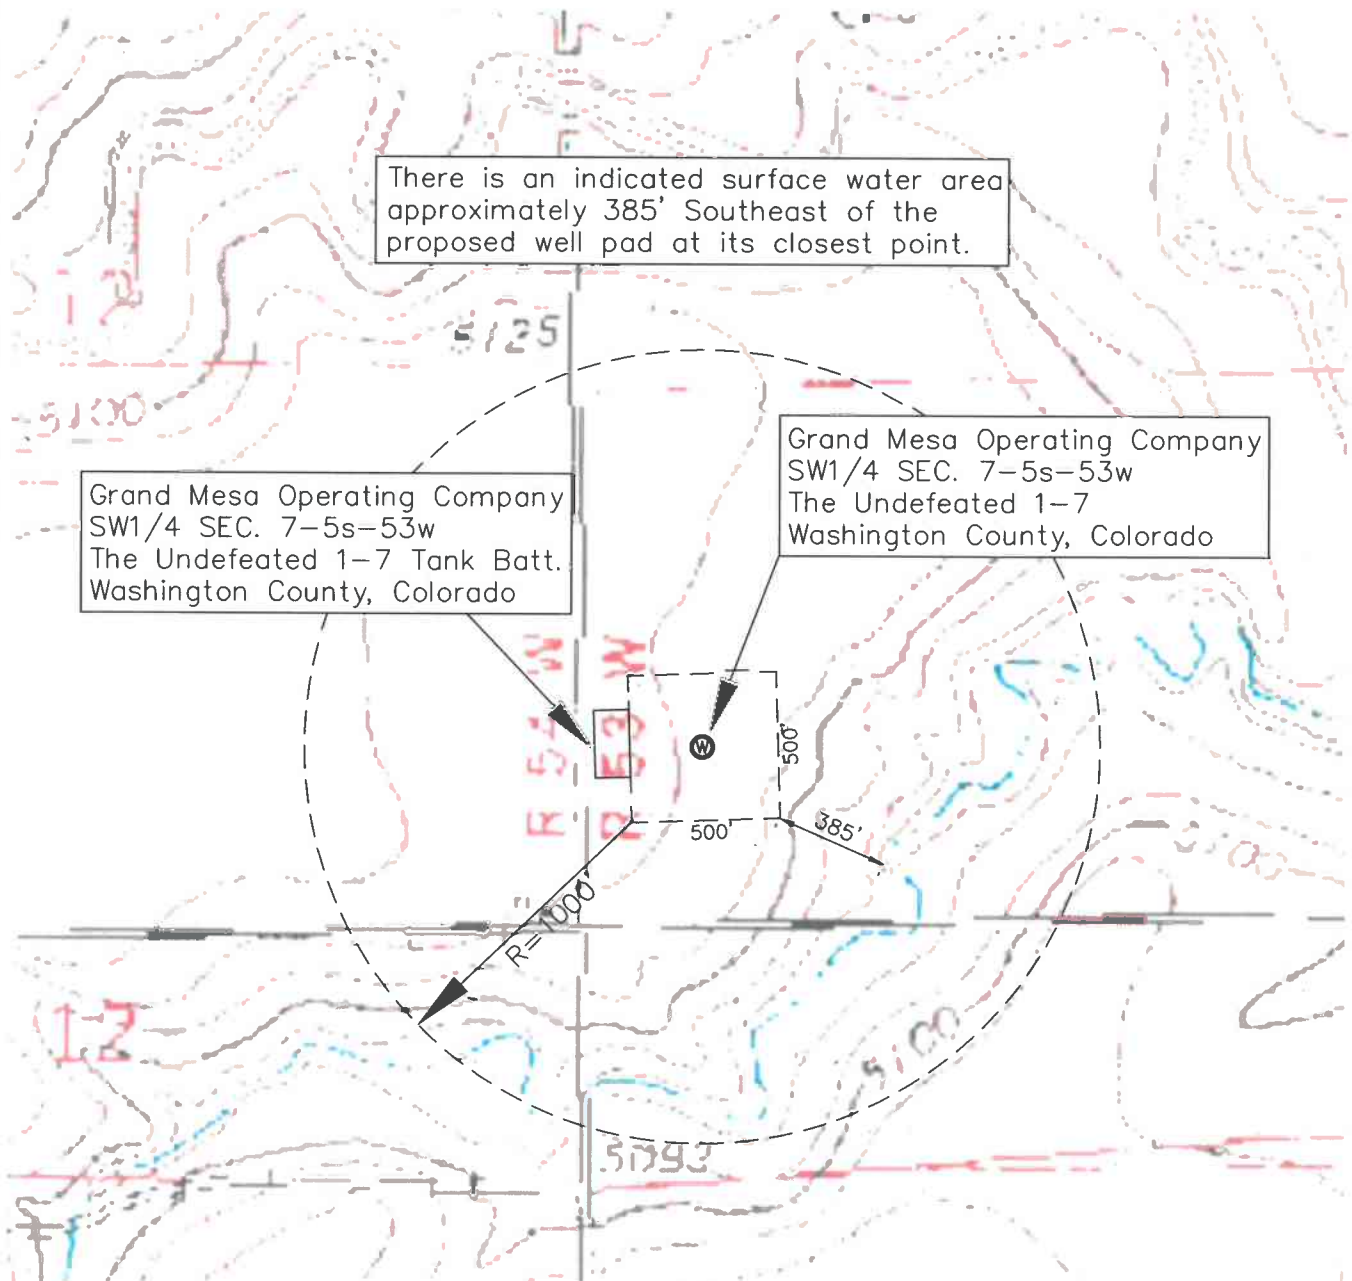 There is an indicated surface water area
approximately 385' Southeast of the
proposed well pad at its closest point.
5125
5100
Grand Mesa Operating Company
SW1/4 SEC. 7-5s-53w
The Undefeated 1-7
Washington County, Colorado
Grand Mesa Operating Company
SW1/4 SEC. 7-5s-53w
The Undefeated 1-7 Tank Batt.
Washington County, Colorado
R 54 W
R 53 W
W
500'
500'
385'
R=1000'
12
5100